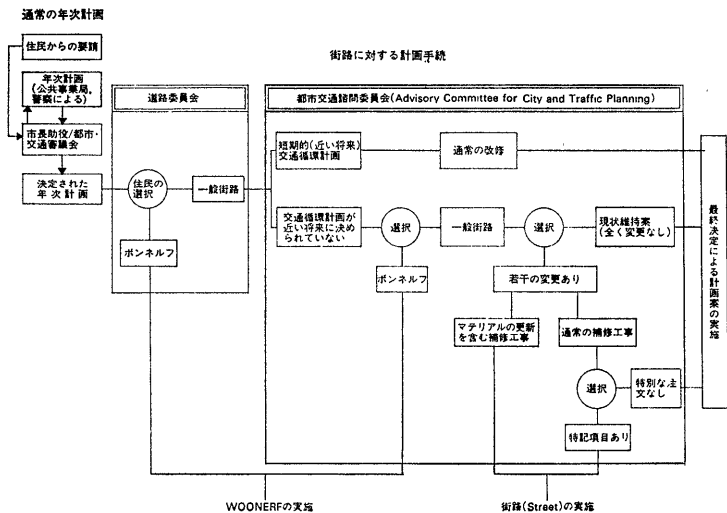 通常の年次計画
住民からの要請
年次計画
(公共事業局,
警察による)
市長助役/都市・
交通審議会
決定された
年次計画
街路に対する計画手続
道路委員会
住民の
選択
一般街路
ボンネルフ
都市交通諮問委員会(Advisory Committee for City and Traffic Planning)
短期的(近い将来)
交通循環計画
通常の改修
交通循環計画が
近い将来に決め
られていない
選択
一般街路
選択
現状維持案
(全く変更なし)
ボンネルフ
若干の変更あり
マテリアルの更新
を含む補修工事
通常の補修工事
選択
特別な注
文なし
特記項目あり
最終決定による計画案の実施
WOONERFの実施
街路(Street)の実施